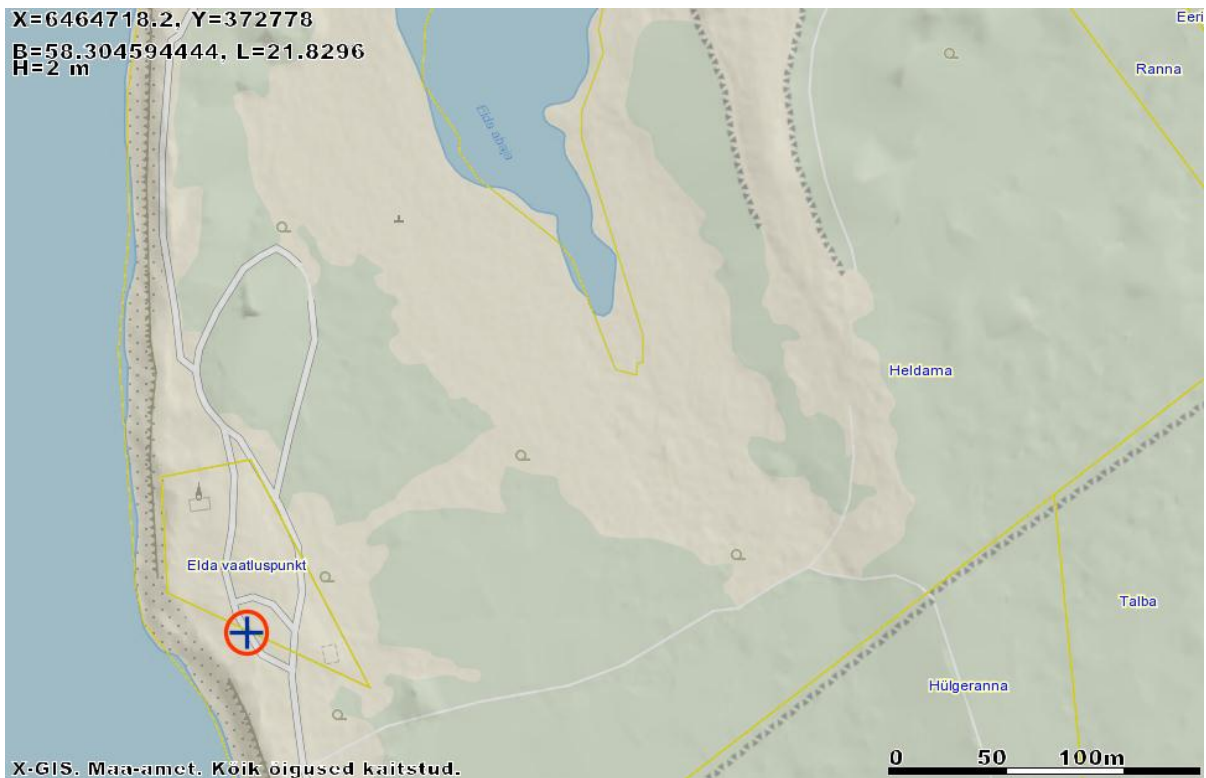 X=6464718.2, Y=372778
B=58.304594444, L=21.8296
H=2 m
Eeri
Ranna
Elda abaja
Heldama
Elda vaatluspunkt
Talba
Hülgeranna
0 50 100m
X-GIS. Maa-amet. Kõik õigused kaitstud.